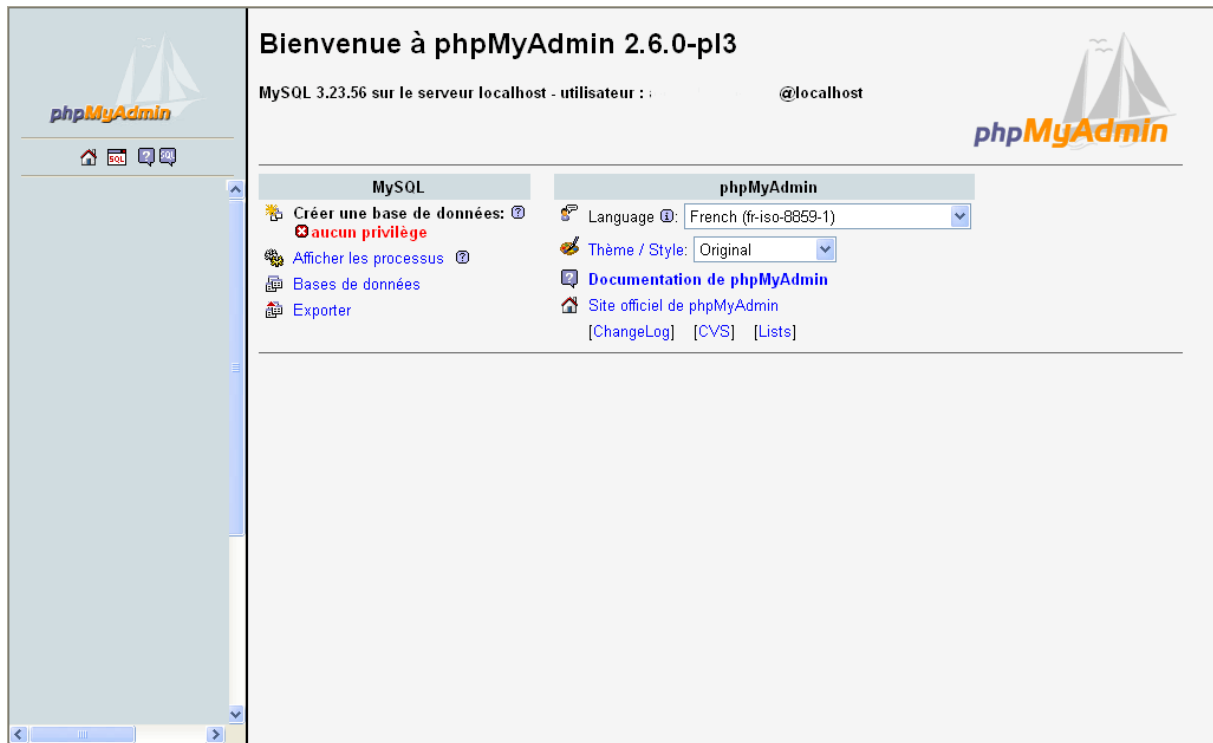 phpMyAdmin
SQL ? SQL
Bienvenue à phpMyAdmin 2.6.0-pl3
MySQL 3.23.56 sur le serveur localhost - utilisateur : @localhost
phpMyAdmin
MySQL
Créer une base de données: ?
aucun privilège
Afficher les processus ?
Bases de données
Exporter
phpMyAdmin
Language i: French (fr-iso-8859-1)
Thème / Style: Original
? Documentation de phpMyAdmin
Site officiel de phpMyAdmin
[ChangeLog] [CVS] [Lists]